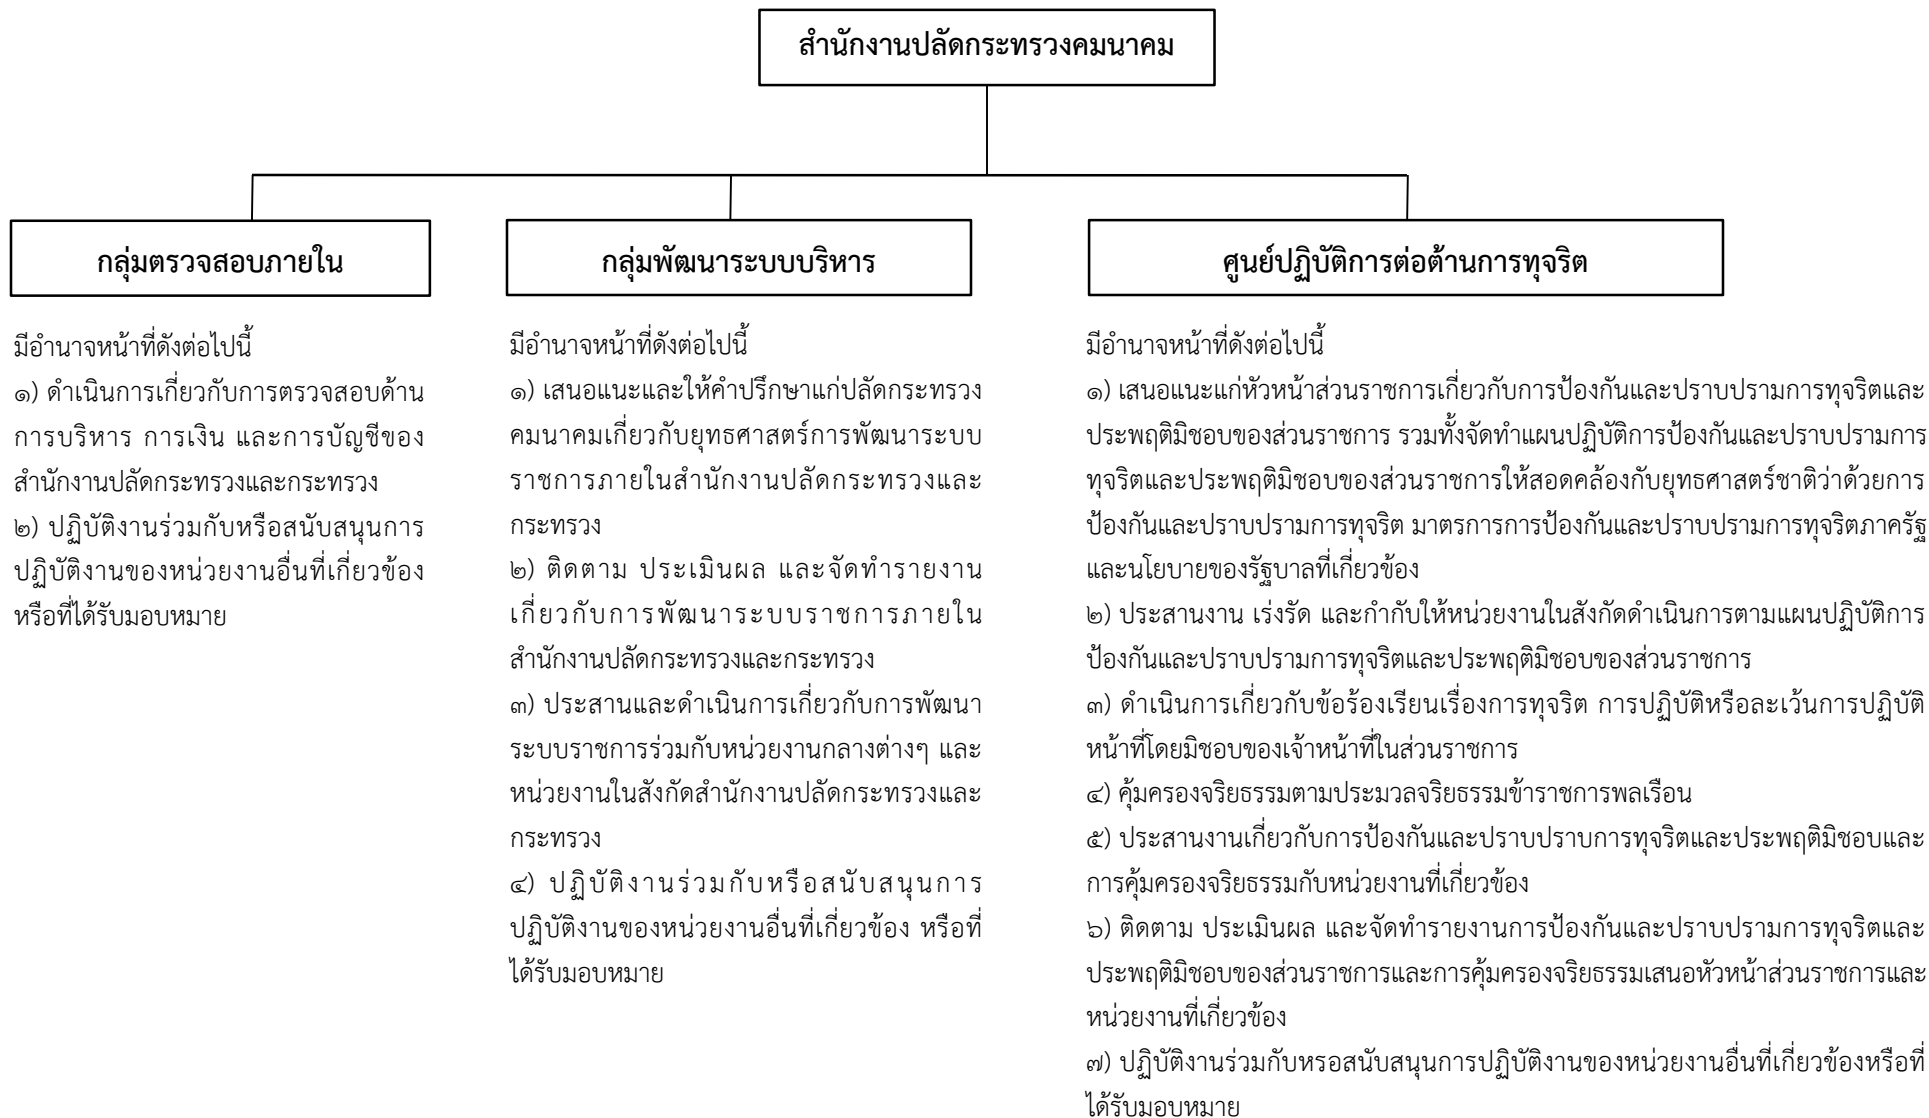 สำนักงานปลัดกระทรวงคมนาคม
กลุ่มตรวจสอบภายใน
มีอำนาจหน้าที่ดังต่อไปนี้
๑) ดำเนินการเกี่ยวกับการตรวจสอบด้าน
การบริหาร การเงิน และการบัญชีของ
สำนักงานปลัดกระทรวงและกระทรวง
๒) ปฏิบัติงานร่วมกับหรือสนับสนุนการ
ปฏิบัติงานของหน่วยงานอื่นที่เกี่ยวข้อง
หรือที่ได้รับมอบหมาย
กลุ่มพัฒนาระบบบริหาร
มีอำนาจหน้าที่ดังต่อไปนี้
๑) เสนอแนะและให้คำปรึกษาแก่ปลัดกระทรวง
คมนาคมเกี่ยวกับยุทธศาสตร์การพัฒนาระบบ
ราชการภายในสำนักงานปลัดกระทรวงและ
กระทรวง
๒) ติดตาม ประเมินผล และจัดทำรายงาน
เกี่ยวกับการพัฒนาระบบราชการภายใน
สำนักงานปลัดกระทรวงและกระทรวง
๓) ประสานและดำเนินการเกี่ยวกับการพัฒนา
ระบบราชการร่วมกับหน่วยงานกลางต่างๆ และ
หน่วยงานในสังกัดสำนักงานปลัดกระทรวงและ
กระทรวง
๔) ปฏิบัติงานร่วมกับหรือสนับสนุนการ
ปฏิบัติงานของหน่วยงานอื่นที่เกี่ยวข้อง หรือที่
ได้รับมอบหมาย
ศูนย์ปฏิบัติการต่อต้านการทุจริต
มีอำนาจหน้าที่ดังต่อไปนี้
๑) เสนอแนะแก่หัวหน้าส่วนราชการเกี่ยวกับการป้องกันและปราบปรามการทุจริตและ
ประพฤติมิชอบของส่วนราชการ รวมทั้งจัดทำแผนปฏิบัติการป้องกันและปราบปรามการ
ทุจริตและประพฤติมิชอบของส่วนราชการให้สอดคล้องกับยุทธศาสตร์ชาติว่าด้วยการ
ป้องกันและปราบปรามการทุจริต มาตรการการป้องกันและปราบปรามการทุจริตภาครัฐ
และนโยบายของรัฐบาลที่เกี่ยวข้อง
๒) ประสานงาน เร่งรัด และกำกับให้หน่วยงานในสังกัดดำเนินการตามแผนปฏิบัติการ
ป้องกันและปราบปรามการทุจริตและประพฤติมิชอบของส่วนราชการ
๓) ดำเนินการเกี่ยวกับข้อร้องเรียนเรื่องการทุจริต การปฏิบัติหรือละเว้นการปฏิบัติ
หน้าที่โดยมิชอบของเจ้าหน้าที่ในส่วนราชการ
๔) คุ้มครองจริยธรรมตามประมวลจริยธรรมข้าราชการพลเรือน
๕) ประสานงานเกี่ยวกับการป้องกันและปราบปราบการทุจริตและประพฤติมิชอบและ
การคุ้มครองจริยธรรมกับหน่วยงานที่เกี่ยวข้อง
๖) ติดตาม ประเมินผล และจัดทำรายงานการป้องกันและปราบปรามการทุจริตและ
ประพฤติมิชอบของส่วนราชการและการคุ้มครองจริยธรรมเสนอหัวหน้าส่วนราชการและ
หน่วยงานที่เกี่ยวข้อง
๗) ปฏิบัติงานร่วมกับหรอสนับสนุนการปฏิบัติงานของหน่วยงานอื่นที่เกี่ยวข้องหรือที่
ได้รับมอบหมาย